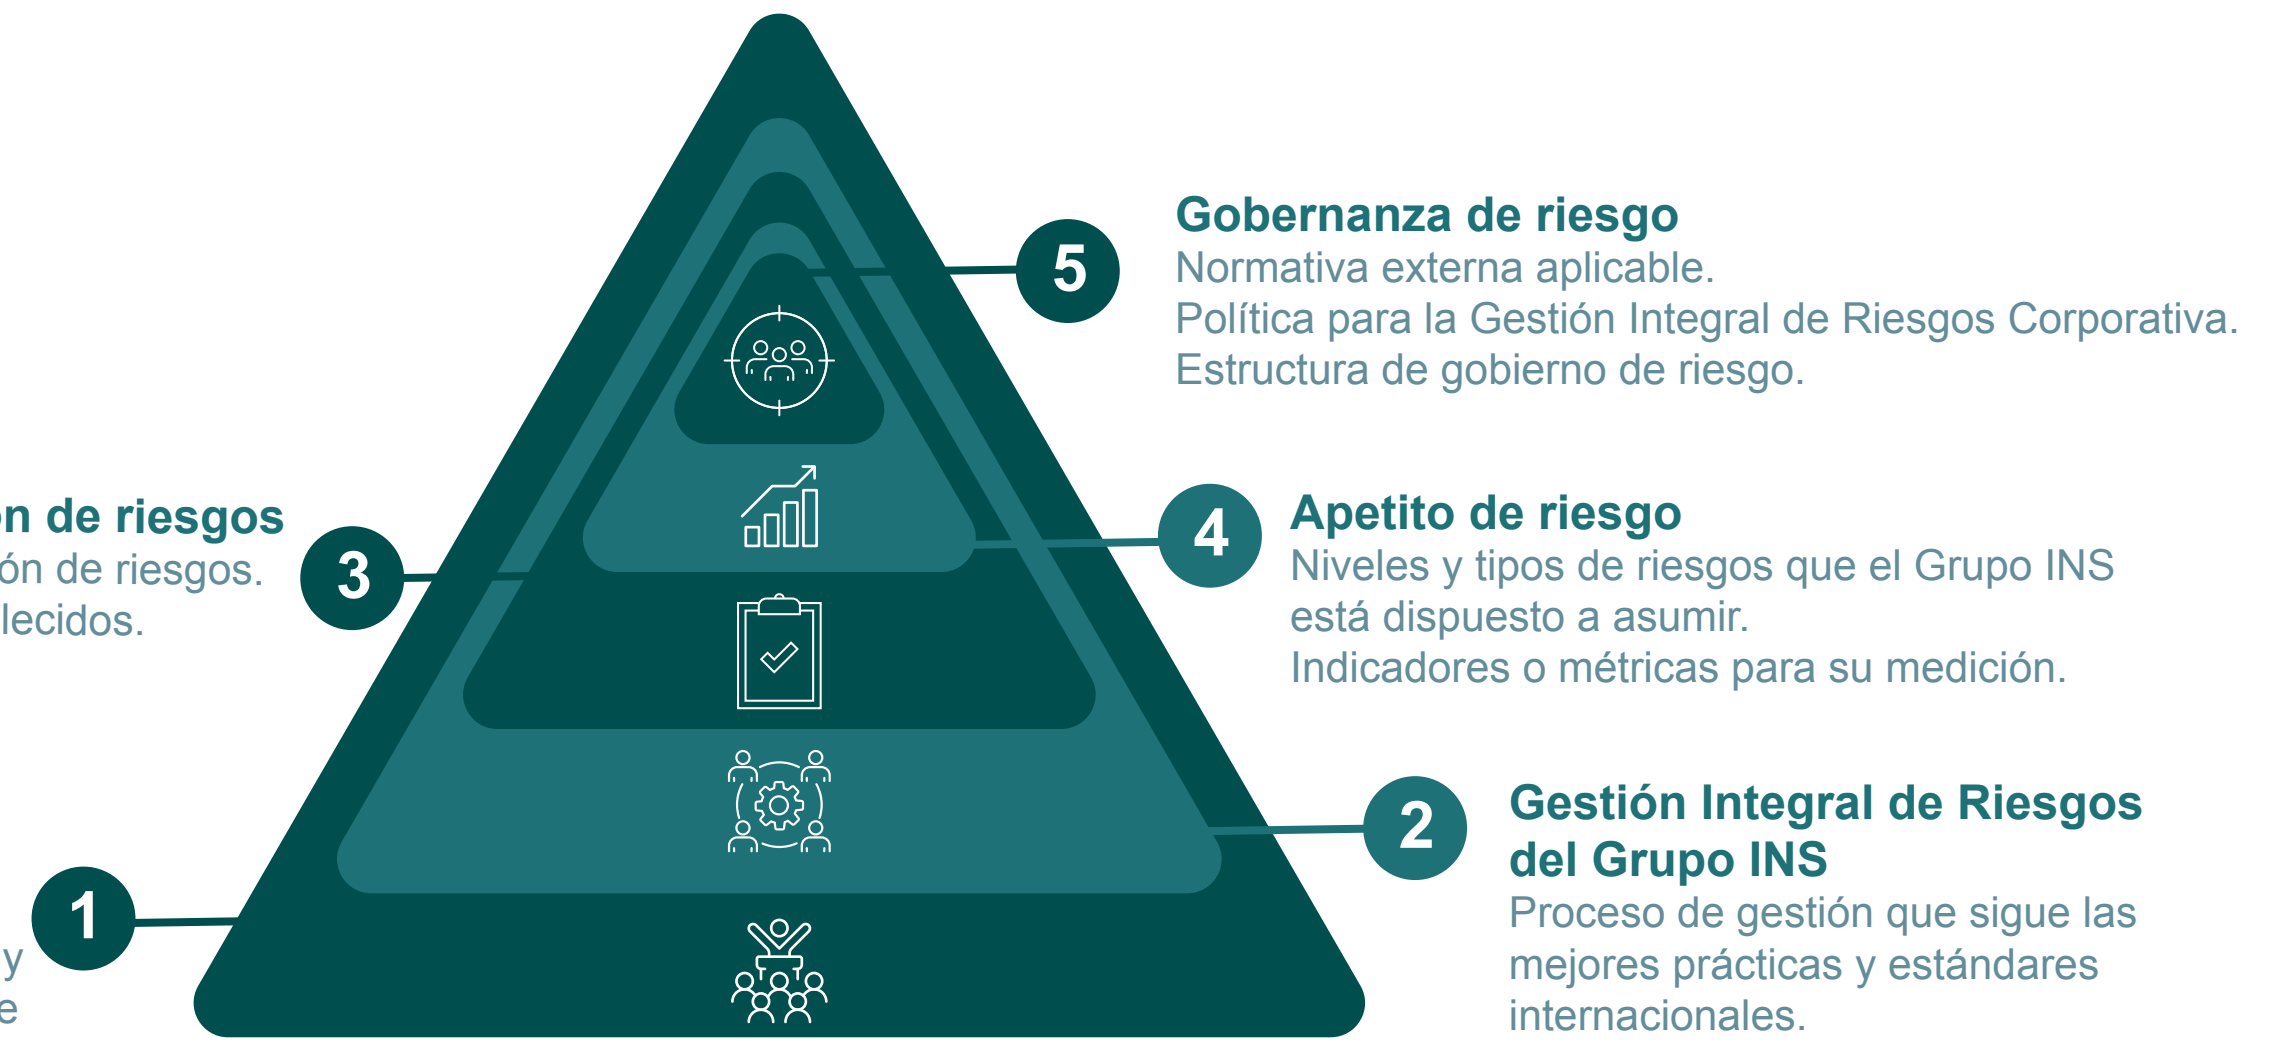 5
Gobernanza de riesgo
Normativa externa aplicable.
Política para la Gestión Integral de Riesgos Corporativa.
Estructura de gobierno de riesgo.
de riesgos
de riesgos.
3
4
Apetito de riesgo
Niveles y tipos de riesgos que el Grupo INS
está dispuesto a asumir.
Indicadores o métricas para su medición.
2
Gestión Integral de Riesgos
del Grupo INS
Proceso de gestión que sigue las
mejores prácticas y estándares
internacionales.
1
y